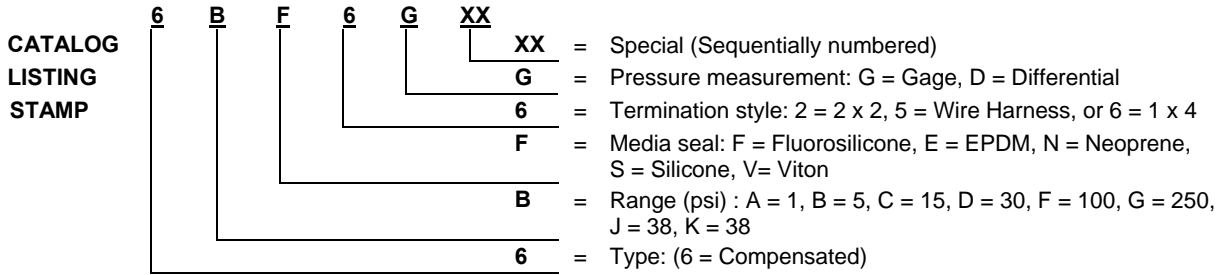 6 B F 6 G XX
CATALOG XX = Special (Sequentially numbered)
LISTING G = Pressure measurement: G = Gage, D = Differential
STAMP 6 = Termination style: 2 = 2 x 2, 5 = Wire Harness, or 6 = 1 x 4
F = Media seal: F = Fluorosilicone, E = EPDM, N = Neoprene,
S = Silicone, V= Viton
B = Range (psi) : A = 1, B = 5, C = 15, D = 30, F = 100, G = 250,
J = 38, K = 38
6 = Type: (6 = Compensated)